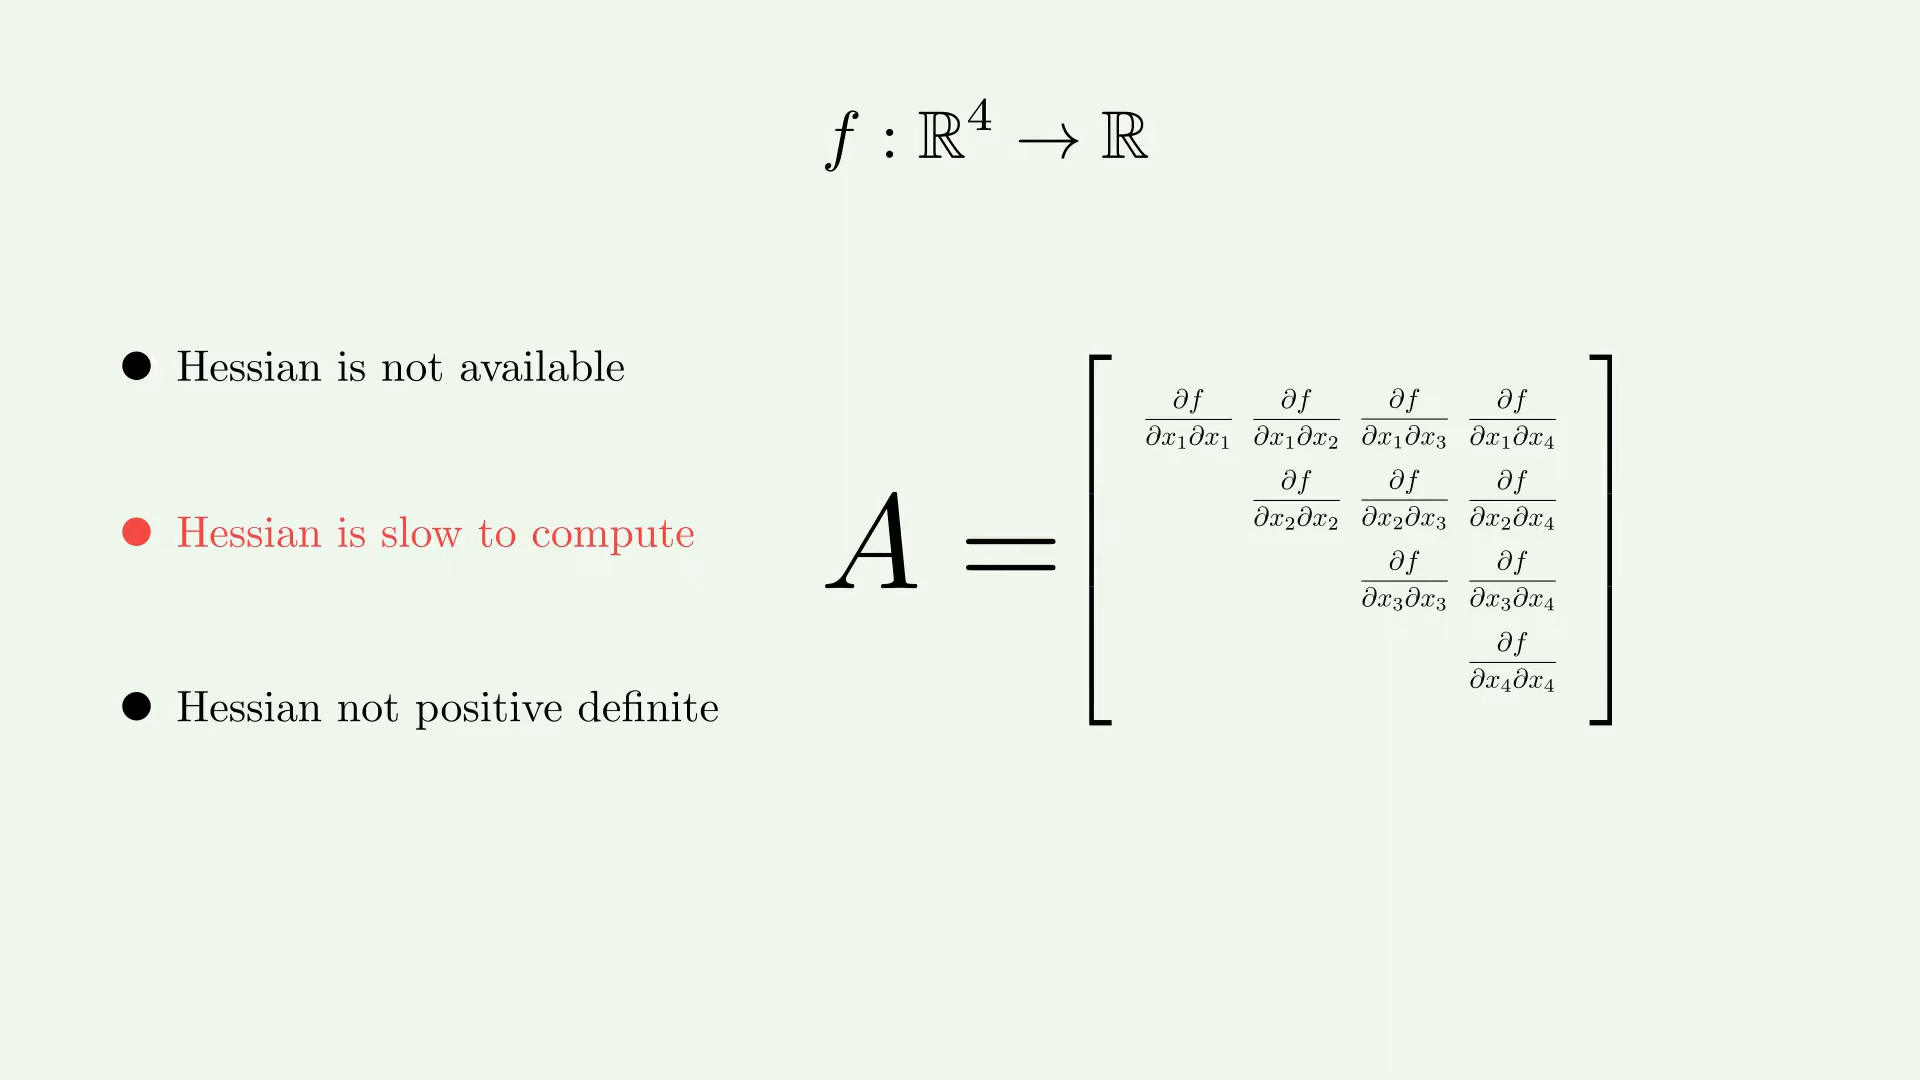 f : ℝ⁴ → ℝ
● Hessian is not available
● Hessian is slow to compute
● Hessian not positive definite
A =
∂f/∂x₁∂x₁ ∂f/∂x₁∂x₂ ∂f/∂x₁∂x₃ ∂f/∂x₁∂x₄
∂f/∂x₂∂x₂ ∂f/∂x₂∂x₃ ∂f/∂x₂∂x₄
∂f/∂x₃∂x₃ ∂f/∂x₃∂x₄
∂f/∂x₄∂x₄